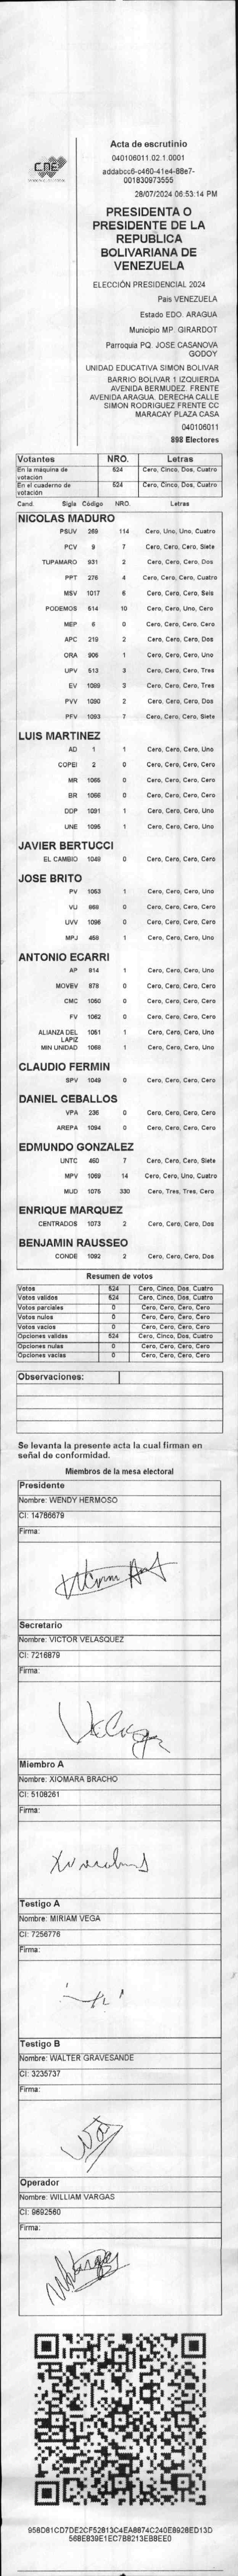 CNE
Acta de escrutinio
040106011.02.1.0001
addabcc6-c460-41e4-88e7-
001830973555
28/07/2024 06:53:14 PM
PRESIDENTA O
PRESIDENTE DE LA
REPUBLICA
BOLIVARIANA DE
VENEZUELA
ELECCIÓN PRESIDENCIAL 2024
Pais VENEZUELA
Estado EDO. ARAGUA
Municipio MP. GIRARDOT
Parroquia PQ. JOSE CASANOVA
GODOY
UNIDAD EDUCATIVA SIMON BOLIVAR
BARRIO BOLIVAR 1 IZQUIERDA
AVENIDA BERMUDEZ. FRENTE
AVENIDA ARAGUA. DERECHA CALLE
SIMON RODRIGUEZ FRENTE CC
MARACAY PLAZA CASA
040106011
898 Electores
Votantes NRO. Letras
En la máquina de votación 524 Cero, Cinco, Dos, Cuatro
En el cuaderno de votación 524 Cero, Cinco, Dos, Cuatro
Cand. Sigla Código NRO. Letras
NICOLAS MADURO
PSUV 269 114 Cero, Uno, Uno, Cuatro
PCV 9 7 Cero, Cero, Cero, Siete
TUPAMARO 931 2 Cero, Cero, Cero, Dos
PPT 276 4 Cero, Cero, Cero, Cuatro
MSV 1017 6 Cero, Cero, Cero, Seis
PODEMOS 514 10 Cero, Cero, Uno, Cero
MEP 6 0 Cero, Cero, Cero, Cero
APC 219 2 Cero, Cero, Cero, Dos
ORA 906 1 Cero, Cero, Cero, Uno
UPV 513 3 Cero, Cero, Cero, Tres
EV 1089 3 Cero, Cero, Cero, Tres
PVV 1090 2 Cero, Cero, Cero, Dos
PFV 1093 7 Cero, Cero, Cero, Siete
LUIS MARTINEZ
AD 1 1 Cero, Cero, Cero, Uno
COPEI 2 0 Cero, Cero, Cero, Cero
MR 1065 0 Cero, Cero, Cero, Cero
BR 1066 0 Cero, Cero, Cero, Cero
DDP 1091 1 Cero, Cero, Cero, Uno
UNE 1095 1 Cero, Cero, Cero, Uno
JAVIER BERTUCCI
EL CAMBIO 1049 0 Cero, Cero, Cero, Cero
JOSE BRITO
PV 1053 1 Cero, Cero, Cero, Uno
VU 868 0 Cero, Cero, Cero, Cero
UVV 1096 0 Cero, Cero, Cero, Cero
MPJ 458 1 Cero, Cero, Cero, Uno
ANTONIO ECARRI
AP 914 1 Cero, Cero, Cero, Uno
MOVEV 978 0 Cero, Cero, Cero, Cero
CMC 1050 0 Cero, Cero, Cero, Cero
FV 1062 0 Cero, Cero, Cero, Cero
ALIANZA DEL LAPIZ 1051 1 Cero, Cero, Cero, Uno
MIN UNIDAD 1068 1 Cero, Cero, Cero, Uno
CLAUDIO FERMIN
SPV 1049 0 Cero, Cero, Cero, Cero
DANIEL CEBALLOS
VPA 236 0 Cero, Cero, Cero, Cero
AREPA 1094 0 Cero, Cero, Cero, Cero
EDMUNDO GONZALEZ
UNTC 460 7 Cero, Cero, Cero, Siete
MPV 1069 14 Cero, Cero, Uno, Cuatro
MUD 1075 330 Cero, Tres, Tres, Cero
ENRIQUE MARQUEZ
CENTRADOS 1073 2 Cero, Cero, Cero, Dos
BENJAMIN RAUSSEO
CONDE 1092 2 Cero, Cero, Cero, Dos
Resumen de votos
Votos 524 Cero, Cinco, Dos, Cuatro
Votos validos 524 Cero, Cinco, Dos, Cuatro
Votos parciales 0 Cero, Cero, Cero, Cero
Votos nulos 0 Cero, Cero, Cero, Cero
Votos vacios 0 Cero, Cero, Cero, Cero
Opciones validas 524 Cero, Cinco, Dos, Cuatro
Opciones nulas 0 Cero, Cero, Cero, Cero
Opciones vacias 0 Cero, Cero, Cero, Cero
Observaciones:
Se levanta la presente acta la cual firman en
señal de conformidad.
Miembros de la mesa electoral
Presidente
Nombre: WENDY HERMOSO
CI: 14786679
Firma:
Secretario
Nombre: VICTOR VELASQUEZ
CI: 7216879
Firma:
Miembro A
Nombre: XIOMARA BRACHO
CI: 5108261
Firma:
Testigo A
Nombre: MIRIAM VEGA
CI: 7256776
Firma:
Testigo B
Nombre: WALTER GRAVESANDE
CI: 3235737
Firma:
Operador
Nombre: WILLIAM VARGAS
CI: 9692560
Firma:
958D81CD7DE2CF52813C4EA8874C240E8928ED13D
568E839E1EC7B8213EB8EE0